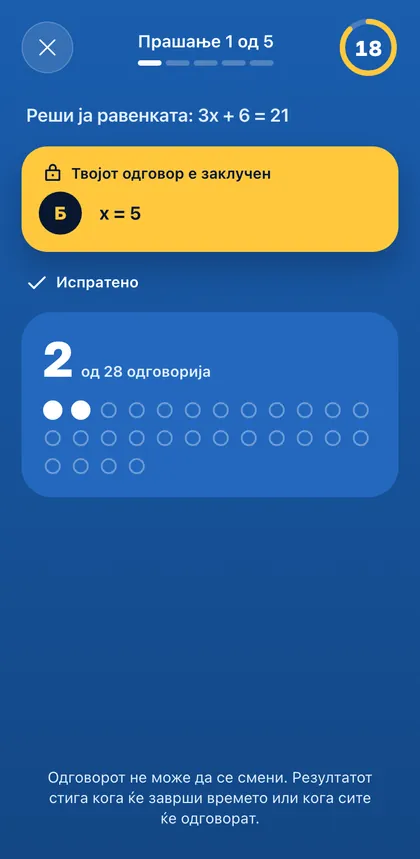 Прашање 1 од 5
18
Реши ја равенката: 3x + 6 = 21
Твојот одговор е заклучен
Б x = 5
Испратено
2 од 28 одговорија
Одговорот не може да се смени. Резултатот
стига кога ќе заврши времето или кога сите
ќе одговорат.